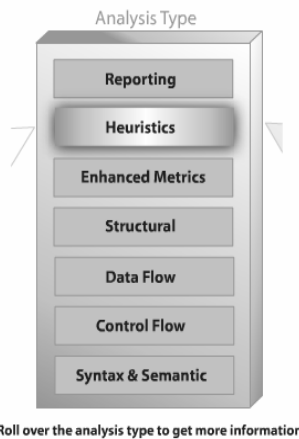 Analysis Type
Reporting
Heuristics
Enhanced Metrics
Structural
Data Flow
Control Flow
Syntax & Semantic
Roll over the analysis type to get more information